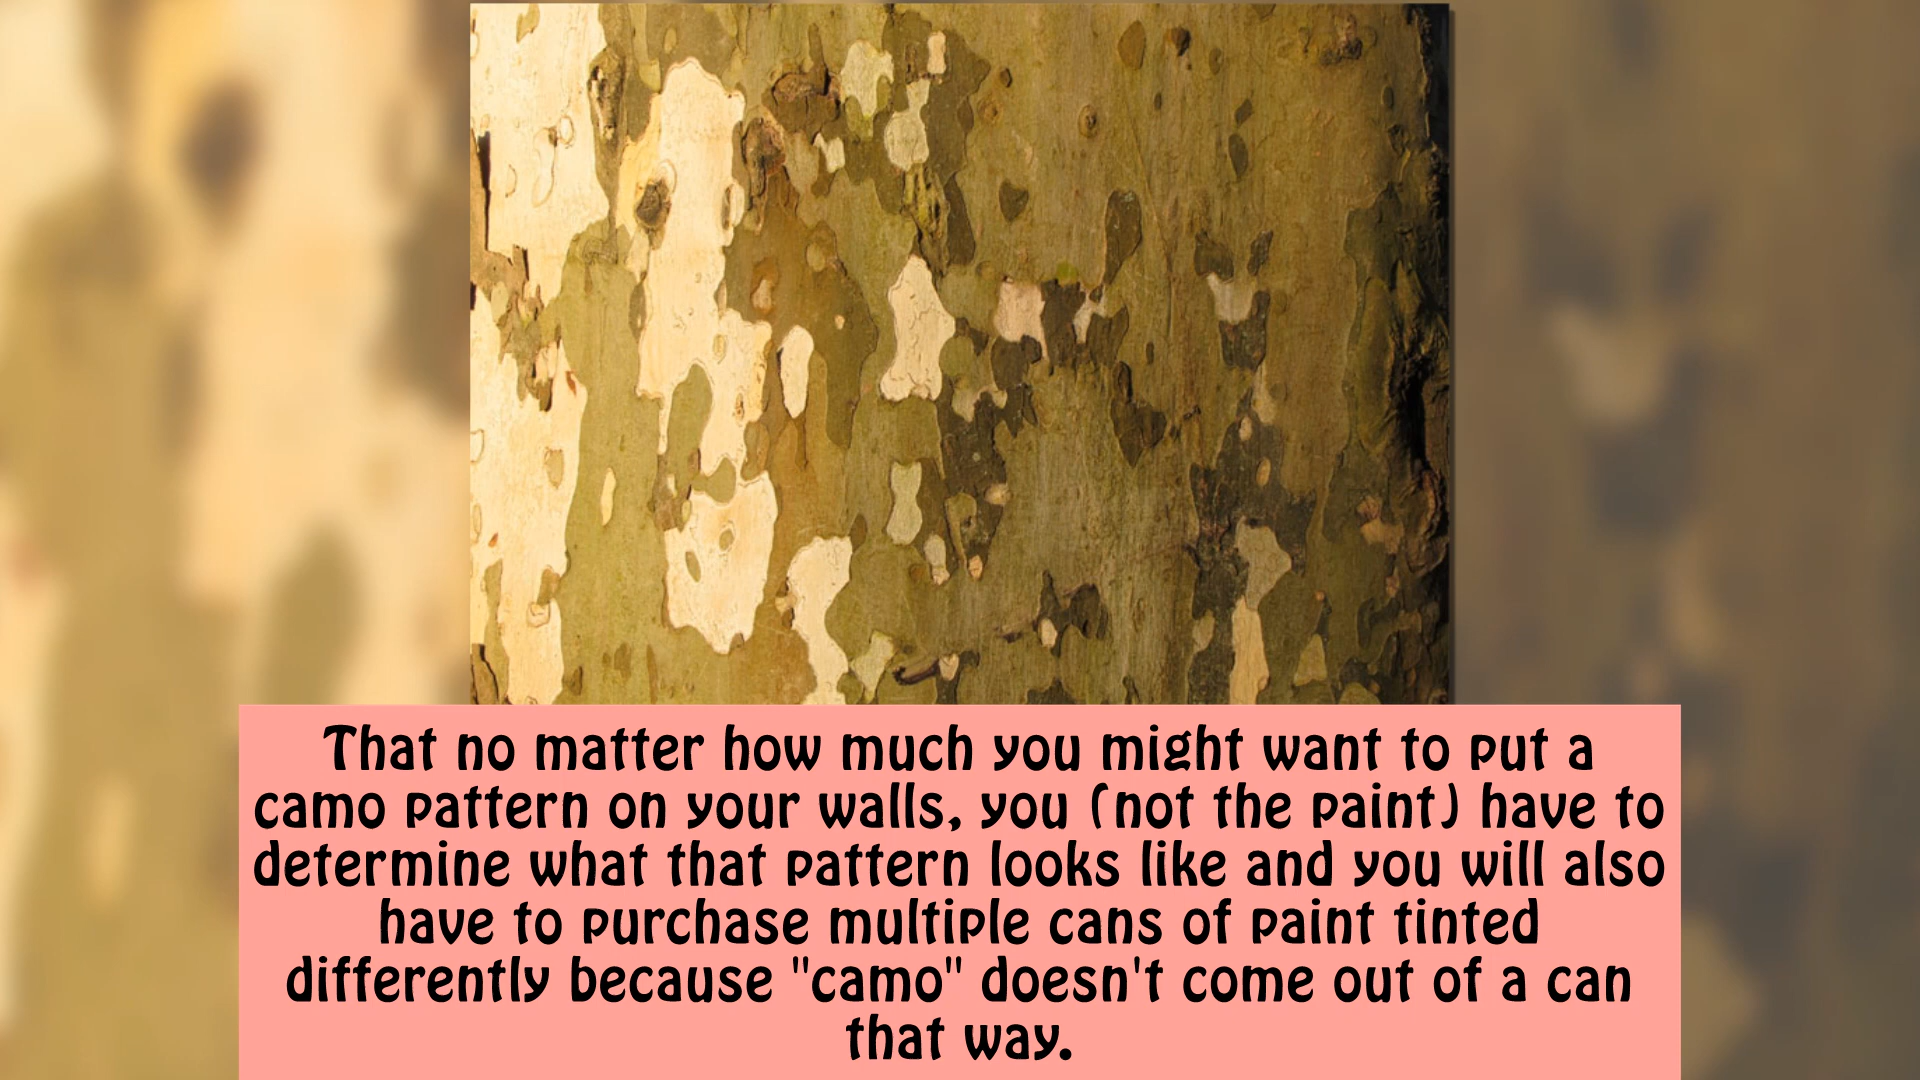 That no matter how much you might want to put a
camo pattern on your walls, you (not the paint) have to
determine what that pattern looks like and you will also
have to purchase multiple cans of paint tinted
differently because "camo" doesn't come out of a can
that way.